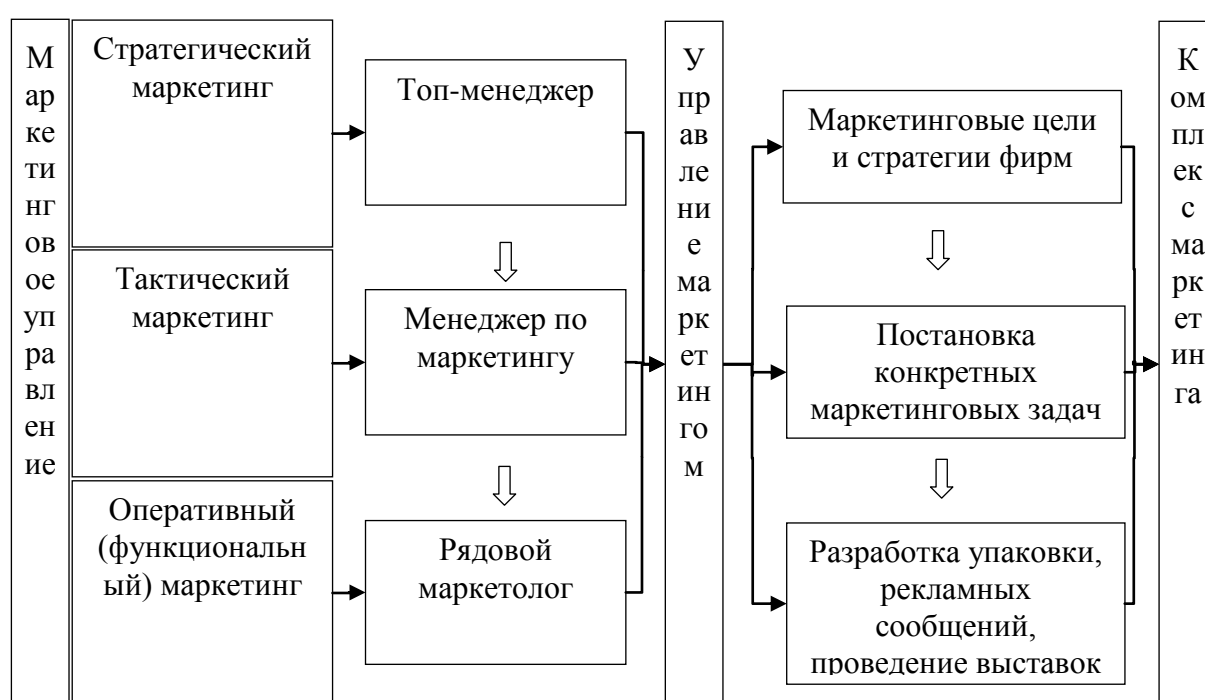 М
ар
ке
ти
нг
ов
ое
уп
ра
вл
ен
ие
Стратегический
маркетинг
Тактический
маркетинг
Оперативный
(функциональн
ый) маркетинг
Топ-менеджер
Менеджер по
маркетингу
Рядовой
маркетолог
У
пр
ав
ле
ни
е
ма
рк
ет
ин
го
м
Маркетинговые цели
и стратегии фирм
Постановка
конкретных
маркетинговых задач
Разработка упаковки,
рекламных
сообщений,
проведение выставок
К
ом
пл
ек
с
ма
рк
ет
ин
га